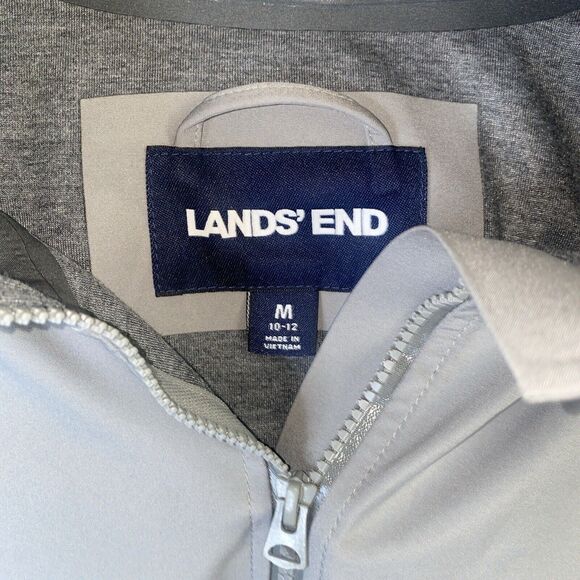 LANDS' END
M
10-12
MADE IN
VIETNAM